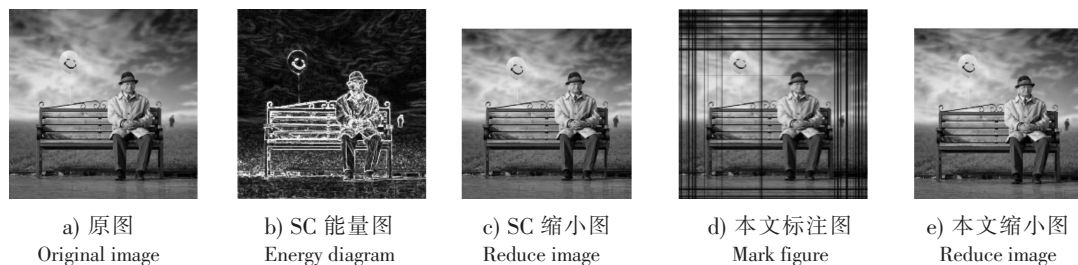 a) 原图
Original image
b) SC 能量图
Energy diagram
c) SC 缩小图
Reduce image
d) 本文标注图
Mark figure
e) 本文缩小图
Reduce image